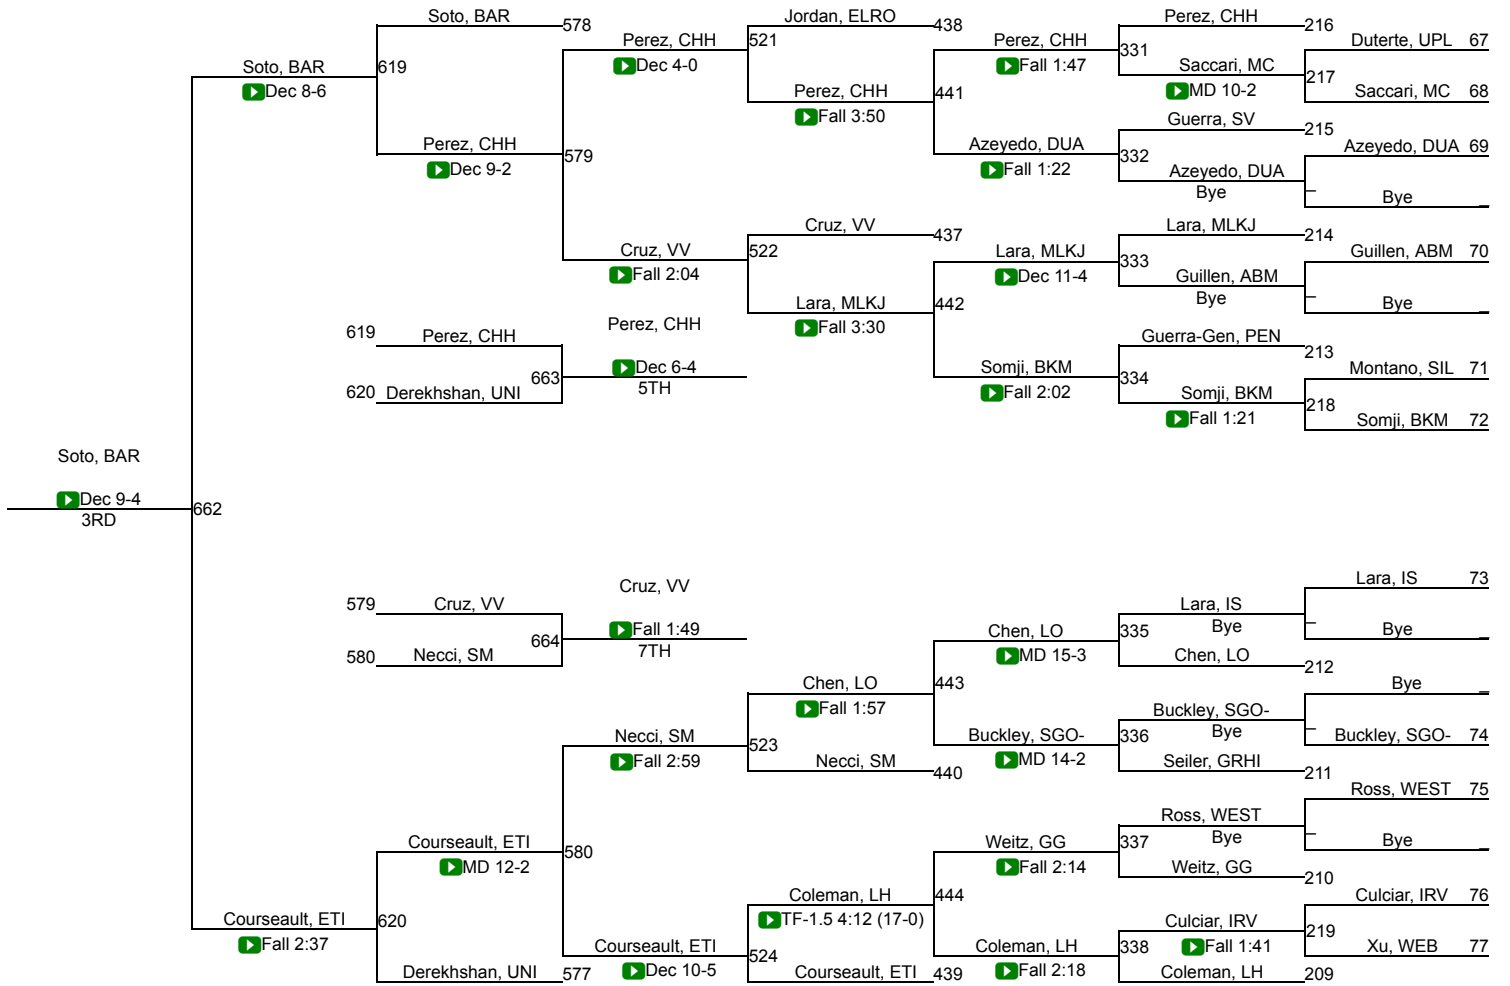 Soto, BAR
578
Jordan, ELRO
438
Perez, CHH
216
Perez, CHH
521
Perez, CHH
331
Duterte, UPL 67
619
Dec 4-0
Fall 1:47
Saccari, MC
217
Soto, BAR
Dec 8-6
Perez, CHH
441
MD 10-2
Saccari, MC 68
Fall 3:50
Guerra, SV
215
Perez, CHH
579
Azeyedo, DUA
332
Azeyedo, DUA 69
Dec 9-2
Fall 1:22
Azeyedo, DUA
Bye
_
Bye _
Cruz, VV
437
Lara, MLKJ
214
Cruz, VV
522
Lara, MLKJ
333
Guillen, ABM 70
Fall 2:04
Dec 11-4
Guillen, ABM
Bye
_
Bye _
Lara, MLKJ
442
Fall 3:30
619 Perez, CHH
Perez, CHH
Guerra-Gen, PEN
213
663
Dec 6-4
5TH
Somji, BKM
334
Montano, SIL 71
620 Derekhshan, UNI
Fall 2:02
Somji, BKM
218
Fall 1:21
Somji, BKM 72
Soto, BAR
Dec 9-4
3RD
662
Lara, IS 73
579 Cruz, VV
Cruz, VV
Lara, IS
Bye
_
Bye _
664
Fall 1:49
7TH
Chen, LO
335
MD 15-3
580 Necci, SM
Chen, LO
212
Chen, LO
443
Bye _
Fall 1:57
Buckley, SGO-
Bye
_
Necci, SM
523
Buckley, SGO-
336
Buckley, SGO- 74
Fall 2:59
Necci, SM
440
MD 14-2
Seiler, GRHI
211
Ross, WEST 75
Courseault, ETI
580
Weitz, GG
337
Ross, WEST
Bye
_
Bye _
MD 12-2
Fall 2:14
Weitz, GG
210
Coleman, LH
444
Culciar, IRV 76
Courseault, ETI
620
TF-1.5 4:12 (17-0)
Culciar, IRV
219
Fall 2:37
Courseault, ETI
524
Coleman, LH
338
Fall 1:41
Xu, WEB 77
Derekhshan, UNI
577
Dec 10-5
Courseault, ETI
439
Fall 2:18
Coleman, LH
209